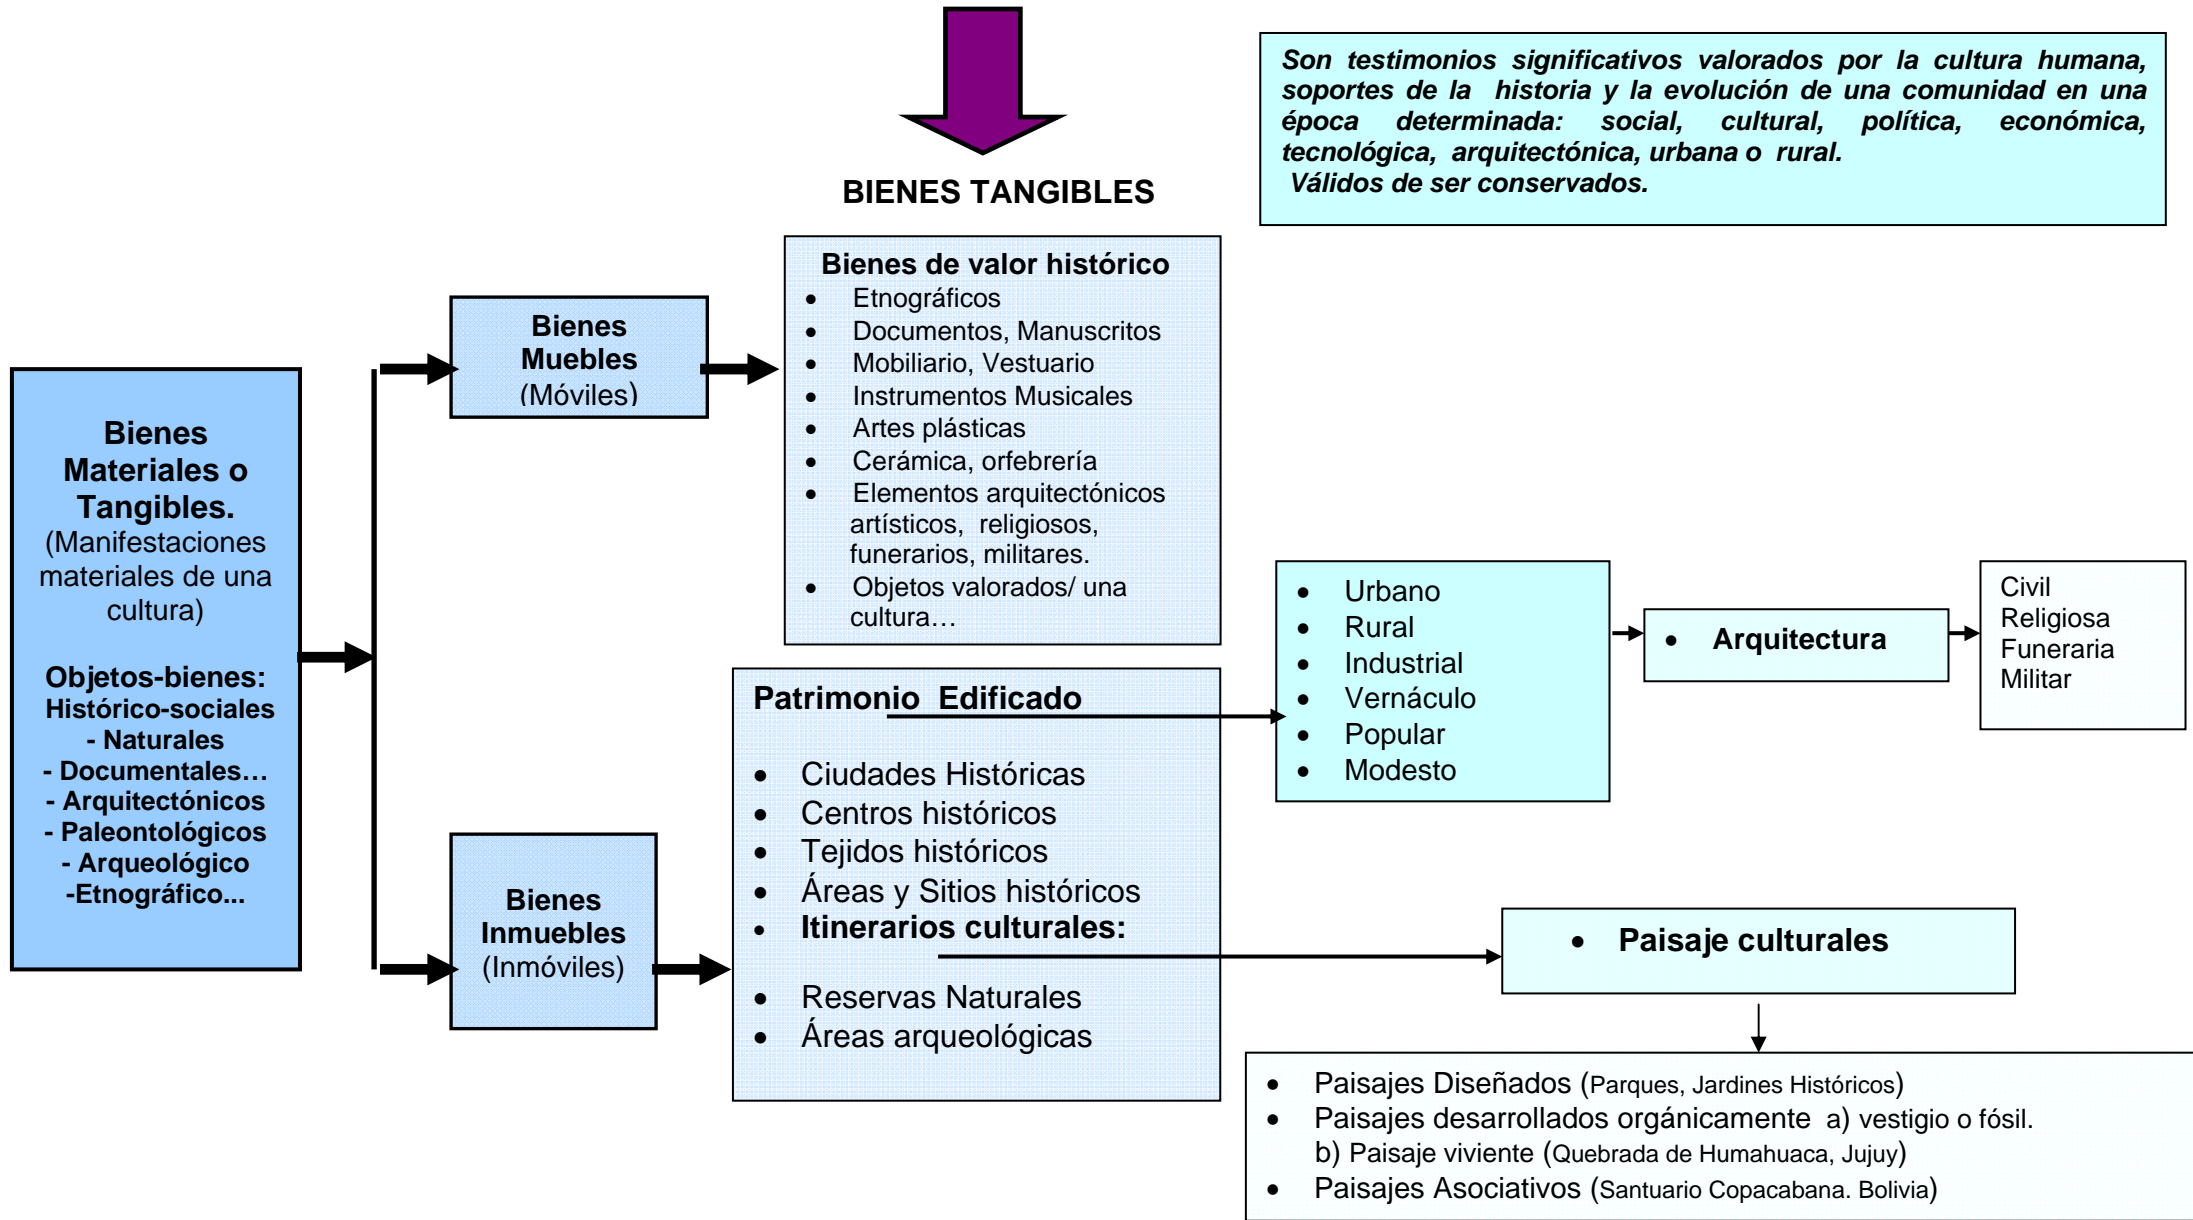 Son testimonios significativos valorados por la cultura humana,
soportes de la historia y la evolución de una comunidad en una
época determinada: social, cultural, política, económica,
tecnológica, arquitectónica, urbana o rural.
Válidos de ser conservados.
BIENES TANGIBLES
Bienes
Materiales o
Tangibles.
(Manifestaciones
materiales de una
cultura)
Objetos-bienes:
Histórico-sociales
- Naturales
- Documentales…
- Arquitectónicos
- Paleontológicos
- Arqueológico
-Etnográfico...
Bienes
Muebles
(Móviles)
Bienes de valor histórico
• Etnográficos
• Documentos, Manuscritos
• Mobiliario, Vestuario
• Instrumentos Musicales
• Artes plásticas
• Cerámica, orfebrería
• Elementos arquitectónicos
artísticos, religiosos,
funerarios, militares.
• Objetos valorados/ una
cultura…
Bienes
Inmuebles
(Inmóviles)
Patrimonio Edificado
• Ciudades Históricas
• Centros históricos
• Tejidos históricos
• Áreas y Sitios históricos
• Itinerarios culturales:
• Reservas Naturales
• Áreas arqueológicas
• Urbano
• Rural
• Industrial
• Vernáculo
• Popular
• Modesto
• Arquitectura
Civil
Religiosa
Funeraria
Militar
• Paisaje culturales
• Paisajes Diseñados (Parques, Jardines Históricos)
• Paisajes desarrollados orgánicamente a) vestigio o fósil.
b) Paisaje viviente (Quebrada de Humahuaca, Jujuy)
• Paisajes Asociativos (Santuario Copacabana. Bolivia)